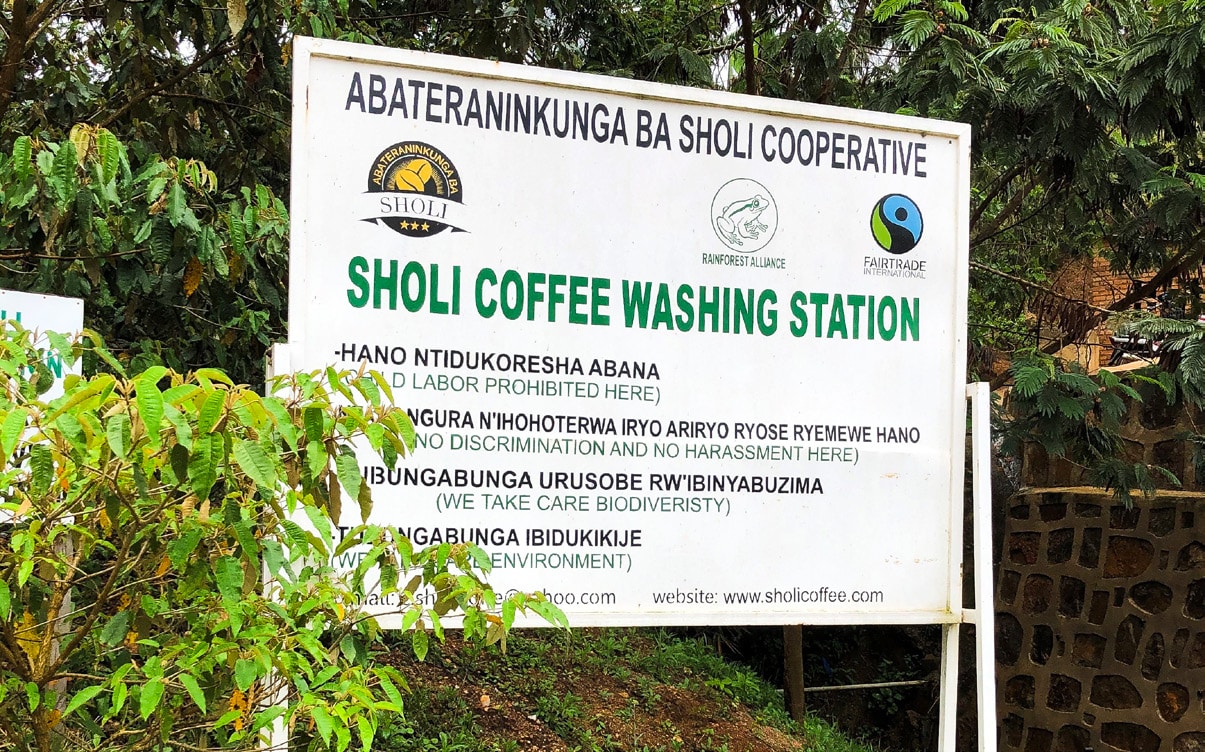 ABATERANINKUNGA BA SHOLI COOPERATIVE
ABATERANINKUNGA BA
SHOLI
RAINFOREST ALLIANCE
FAIRTRADE
INTERNATIONAL
SHOLI COFFEE WASHING STATION
-HANO NTIDUKORESHA ABANA
LABOR PROHIBITED HERE)
N'IHOHOTERWA IRYO ARIRYO RYOSE RYEMEWE HANO
NO DISCRIMINATION AND NO HARASSMENT HERE)
URUSOBE RW'IBINYABUZIMA
(WE TAKE CARE BIODIVERISTY)
IBIDUKIKIJE
ENVIRONMENT)
website: www.sholicoffee.com